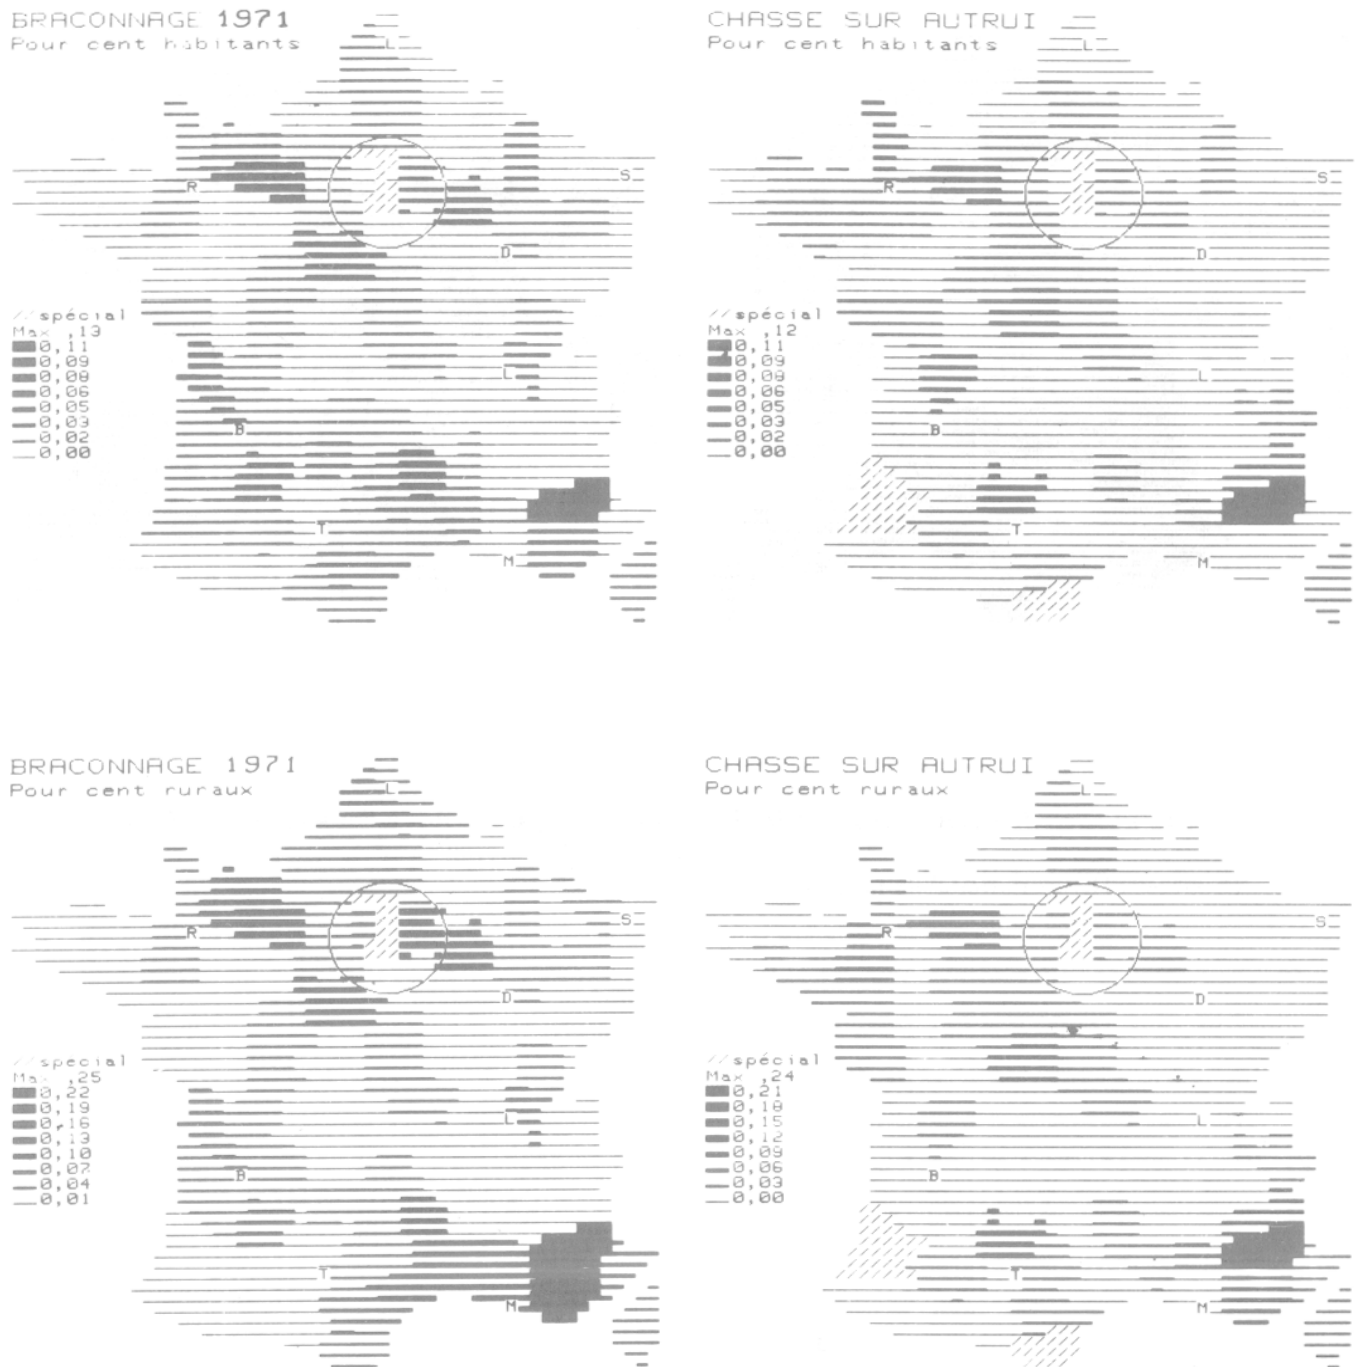 BRACONNAGE 1971
Pour cent habitants
L
R
S
D
// spécial
Max ,13
0,11
0,09
0,08
0,06
0,05
0,03
0,02
0,00
L
B
T
M
CHASSE SUR AUTRUI
Pour cent habitants
L
R
S
D
// spécial
Max ,12
0,11
0,09
0,08
0,06
0,05
0,03
0,02
0,00
L
B
T
M
BRACONNAGE 1971
Pour cent ruraux
L
R
S
D
// spécial
Max ,25
0,22
0,19
0,16
0,13
0,10
0,07
0,04
0,01
L
B
T
M
CHASSE SUR AUTRUI
Pour cent ruraux
L
R
S
D
// spécial
Max ,24
0,21
0,18
0,15
0,12
0,09
0,06
0,03
0,00
L
B
T
M